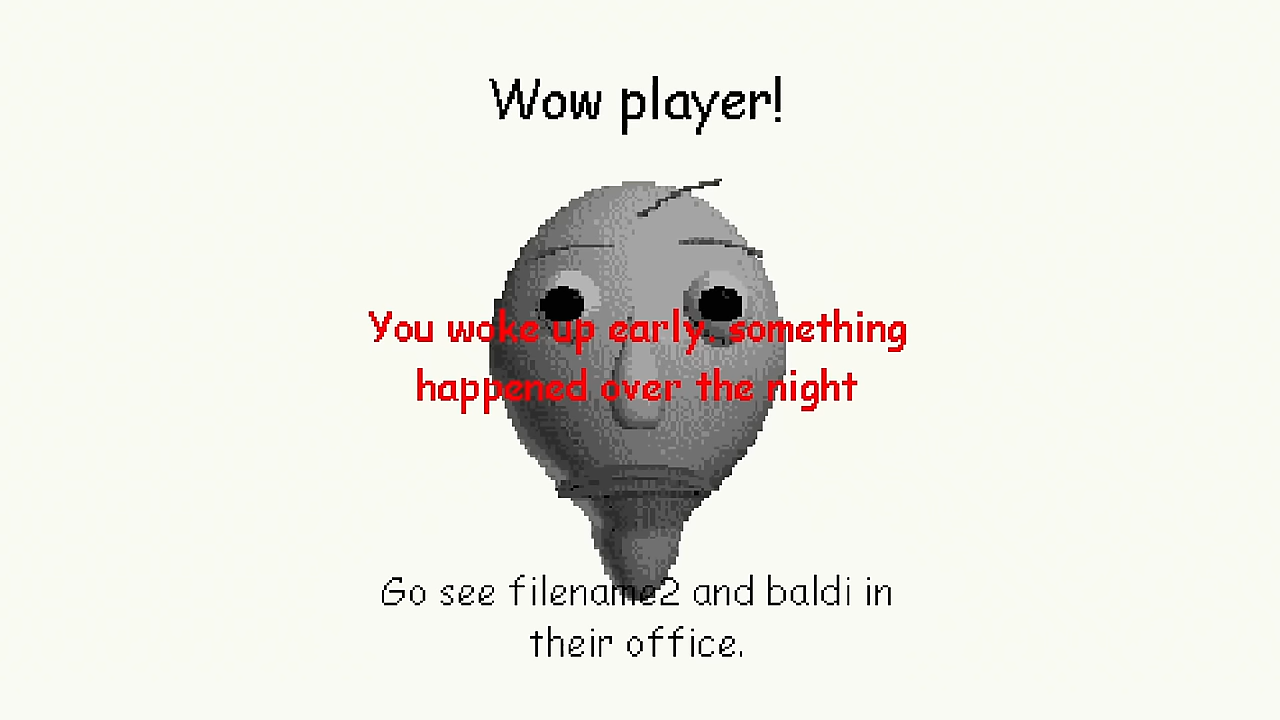 Wow player!
You woke up early, something
happened over the night
Go see filename2 and baldi in
their office.